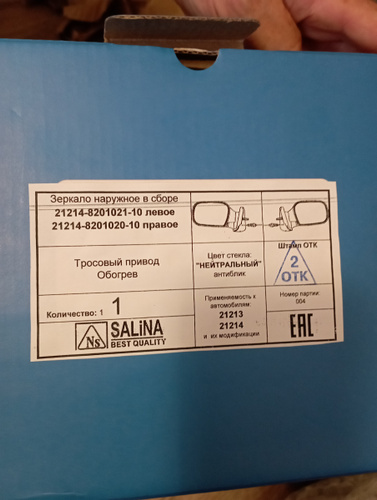 Зеркало наружное в сборе
21214-8201021-10 левое
21214-8201020-10 правое
Тросовый привод
Обогрев
Цвет стекла:
"НЕЙТРАЛЬНЫЙ"
антиблик
Штамп ОТК
2
ОТК
Количество: 1
1
Ns
SALiNA
BEST QUALITY
Применяемость к
автомобилям:
21213
21214
и их модификации
Номер партии:
004
EAC